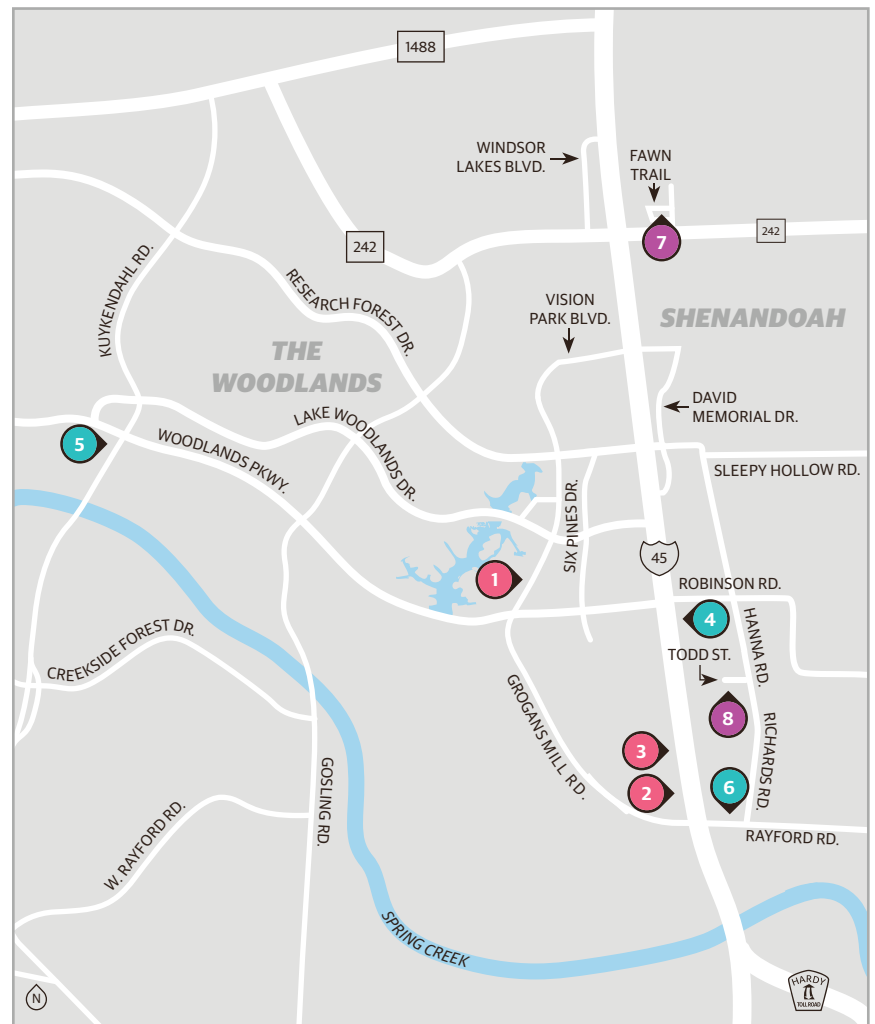 1488
WINDSOR
LAKES BLVD.
FAWN
TRAIL
242
7
242
KUYKENDAHL RD.
RESEARCH FOREST DR.
VISION
PARK BLVD.
SHENANDOAH
THE
WOODLANDS
DAVID
MEMORIAL DR.
LAKE WOODLANDS DR.
5
WOODLANDS PKWY.
SLEEPY HOLLOW RD.
SIX PINES DR.
45
1
ROBINSON RD.
4
HANNA RD.
CREEKSIDE FOREST DR.
TODD ST.
GROGANS MILL RD.
8
RICHARDS RD.
3
2
6
GOSLING RD.
W. RAYFORD RD.
RAYFORD RD.
SPRING CREEK
N
HARDY
TOLL ROAD